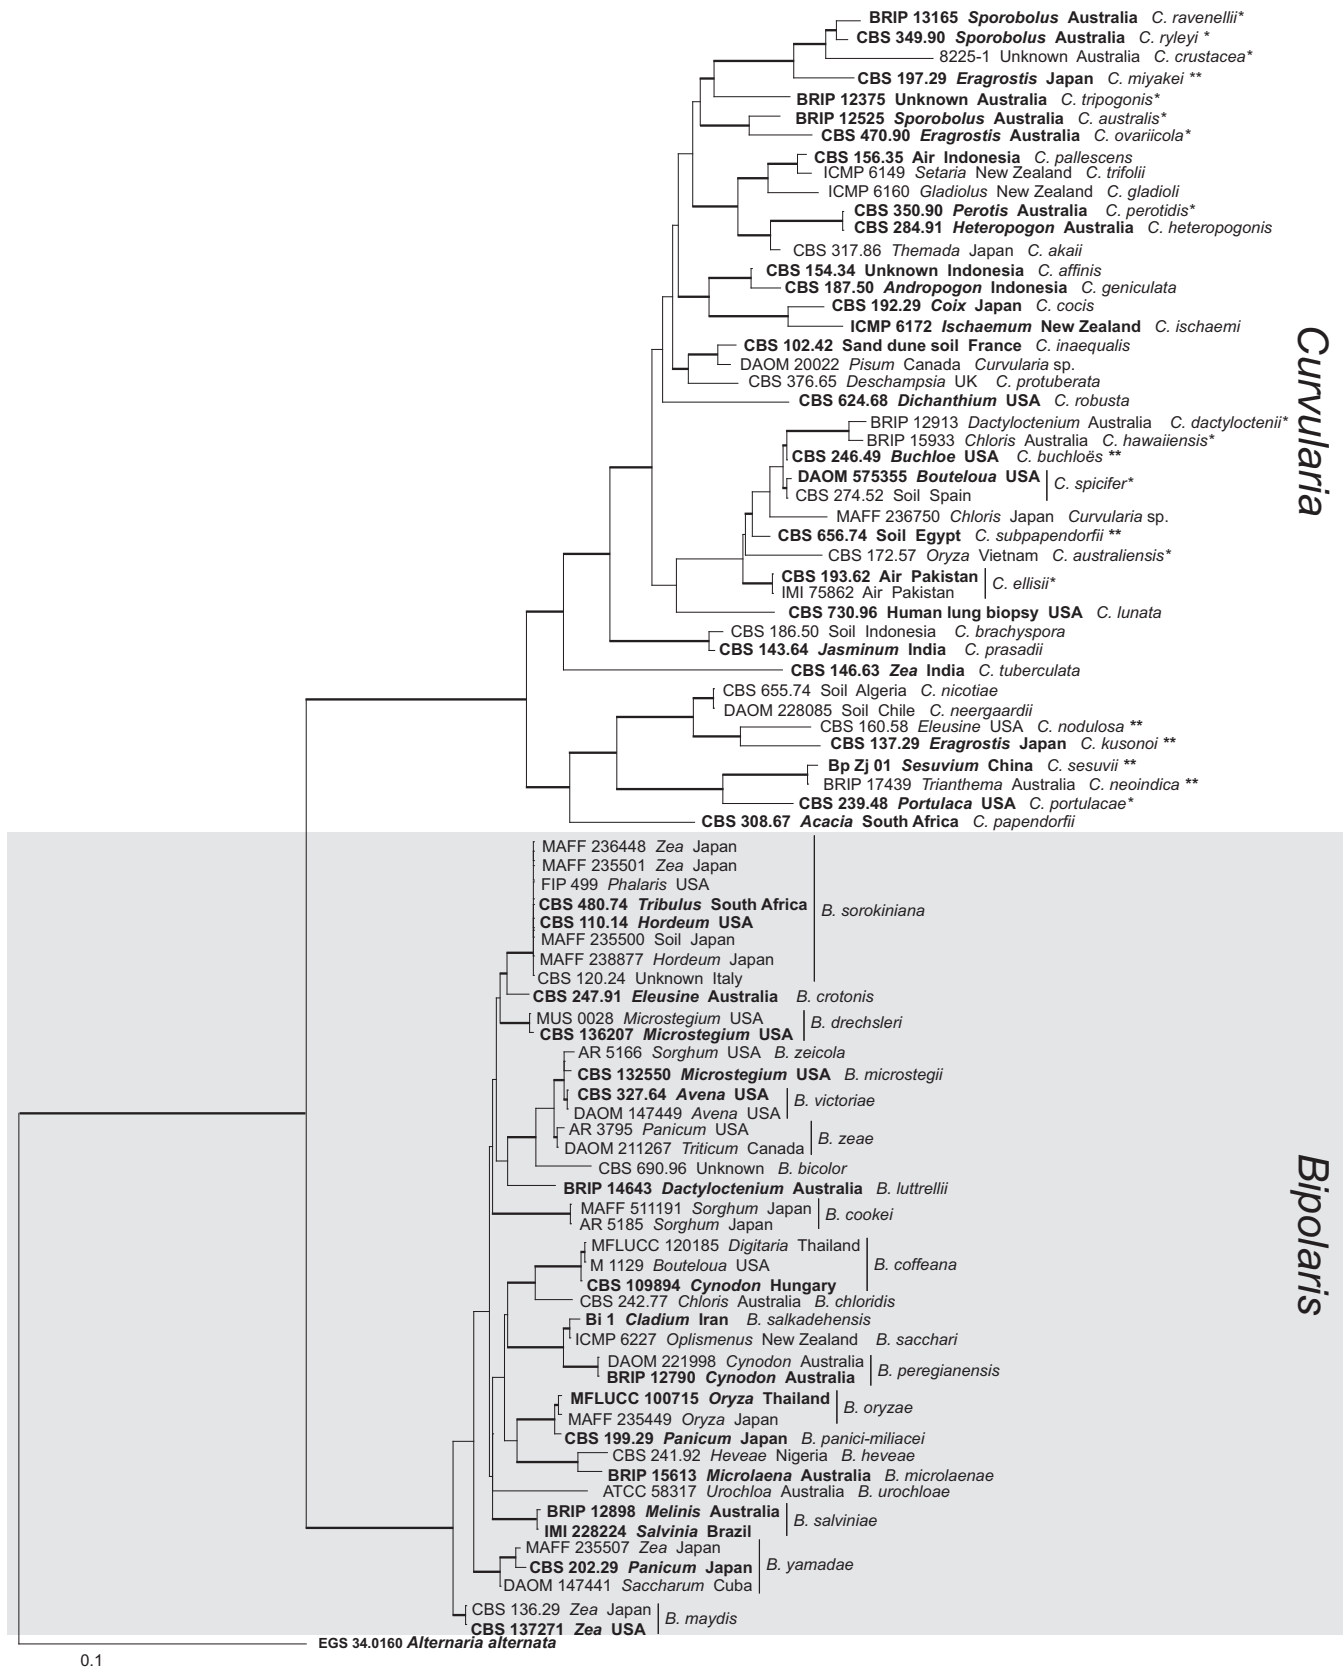 BRIP 13165 Sporobolus Australia C. ravenellii*
CBS 349.90 Sporobolus Australia C. ryleyi *
8225-1 Unknown Australia C. crustacea*
CBS 197.29 Eragrostis Japan C. miyakei **
BRIP 12375 Unknown Australia C. tripogonis*
BRIP 12525 Sporobolus Australia C. australis*
CBS 470.90 Eragrostis Australia C. ovariicola*
CBS 156.35 Air Indonesia C. pallescens
ICMP 6149 Setaria New Zealand C. trifolii
ICMP 6160 Gladiolus New Zealand C. gladioli
CBS 350.90 Perotis Australia C. perotidis*
CBS 284.91 Heteropogon Australia C. heteropogonis
CBS 317.86 Themada Japan C. akaii
CBS 154.34 Unknown Indonesia C. affinis
CBS 187.50 Andropogon Indonesia C. geniculata
CBS 192.29 Coix Japan C. cocis
ICMP 6172 Ischaemum New Zealand C. ischaemi
CBS 102.42 Sand dune soil France C. inaequalis
DAOM 20022 Pisum Canada Curvularia sp.
CBS 376.65 Deschampsia UK C. protuberata
CBS 624.68 Dichanthium USA C. robusta
BRIP 12913 Dactyloctenium Australia C. dactyloctenii*
BRIP 15933 Chloris Australia C. hawaiiensis*
CBS 246.49 Buchloe USA C. buchloës **
DAOM 575355 Bouteloua USA
CBS 274.52 Soil Spain
C. spicifer*
MAFF 236750 Chloris Japan Curvularia sp.
CBS 656.74 Soil Egypt C. subpapendorfii **
CBS 172.57 Oryza Vietnam C. australiensis*
CBS 193.62 Air Pakistan
IMI 75862 Air Pakistan
C. ellisii*
CBS 730.96 Human lung biopsy USA C. lunata
CBS 186.50 Soil Indonesia C. brachyspora
CBS 143.64 Jasminum India C. prasadii
CBS 146.63 Zea India C. tuberculata
CBS 655.74 Soil Algeria C. nicotiae
DAOM 228085 Soil Chile C. neergaardii
CBS 160.58 Eleusine USA C. nodulosa **
CBS 137.29 Eragrostis Japan C. kusonoi **
Bp Zj 01 Sesuvium China C. sesuvii **
BRIP 17439 Trianthema Australia C. neoindica **
CBS 239.48 Portulaca USA C. portulacae*
CBS 308.67 Acacia South Africa C. papendorfii
Curvularia
MAFF 236448 Zea Japan
MAFF 235501 Zea Japan
FIP 499 Phalaris USA
CBS 480.74 Tribulus South Africa
CBS 110.14 Hordeum USA
MAFF 235500 Soil Japan
MAFF 238877 Hordeum Japan
CBS 120.24 Unknown Italy
B. sorokiniana
CBS 247.91 Eleusine Australia B. crotonis
MUS 0028 Microstegium USA
CBS 136207 Microstegium USA
B. drechsleri
AR 5166 Sorghum USA B. zeicola
CBS 132550 Microstegium USA B. microstegii
CBS 327.64 Avena USA
DAOM 147449 Avena USA
B. victoriae
AR 3795 Panicum USA
DAOM 211267 Triticum Canada
B. zeae
CBS 690.96 Unknown B. bicolor
BRIP 14643 Dactyloctenium Australia B. luttrellii
MAFF 511191 Sorghum Japan
AR 5185 Sorghum Japan
B. cookei
MFLUCC 120185 Digitaria Thailand
M 1129 Bouteloua USA
CBS 109894 Cynodon Hungary
B. coffeana
CBS 242.77 Chloris Australia B. chloridis
Bi 1 Cladium Iran B. salkadehensis
ICMP 6227 Oplismenus New Zealand B. sacchari
DAOM 221998 Cynodon Australia
BRIP 12790 Cynodon Australia
B. peregianensis
MFLUCC 100715 Oryza Thailand
MAFF 235449 Oryza Japan
B. oryzae
CBS 199.29 Panicum Japan B. panici-miliacei
CBS 241.92 Heveae Nigeria B. heveae
BRIP 15613 Microlaena Australia B. microlaenae
ATCC 58317 Urochloa Australia B. urochloae
BRIP 12898 Melinis Australia
IMI 228224 Salvinia Brazil
B. salviniae
MAFF 235507 Zea Japan
CBS 202.29 Panicum Japan
DAOM 147441 Saccharum Cuba
B. yamadae
CBS 136.29 Zea Japan
CBS 137271 Zea USA
B. maydis
Bipolaris
EGS 34.0160 Alternaria alternata
0.1